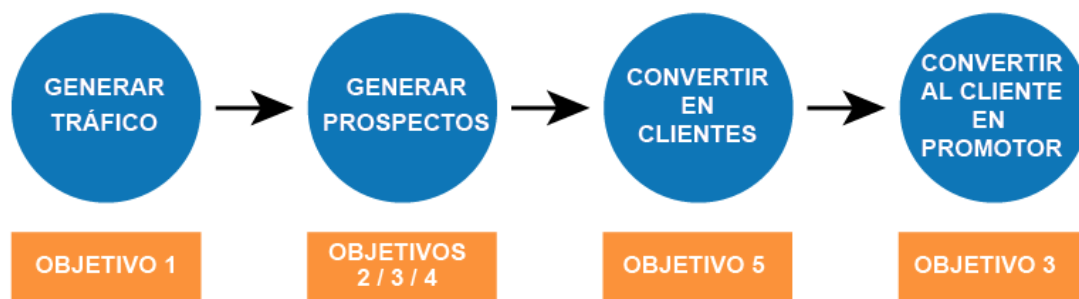 GENERAR
TRÁFICO
GENERAR
PROSPECTOS
CONVERTIR
EN
CLIENTES
CONVERTIR
AL CLIENTE
EN
PROMOTOR
OBJETIVO 1
OBJETIVOS
2 / 3 / 4
OBJETIVO 5
OBJETIVO 3